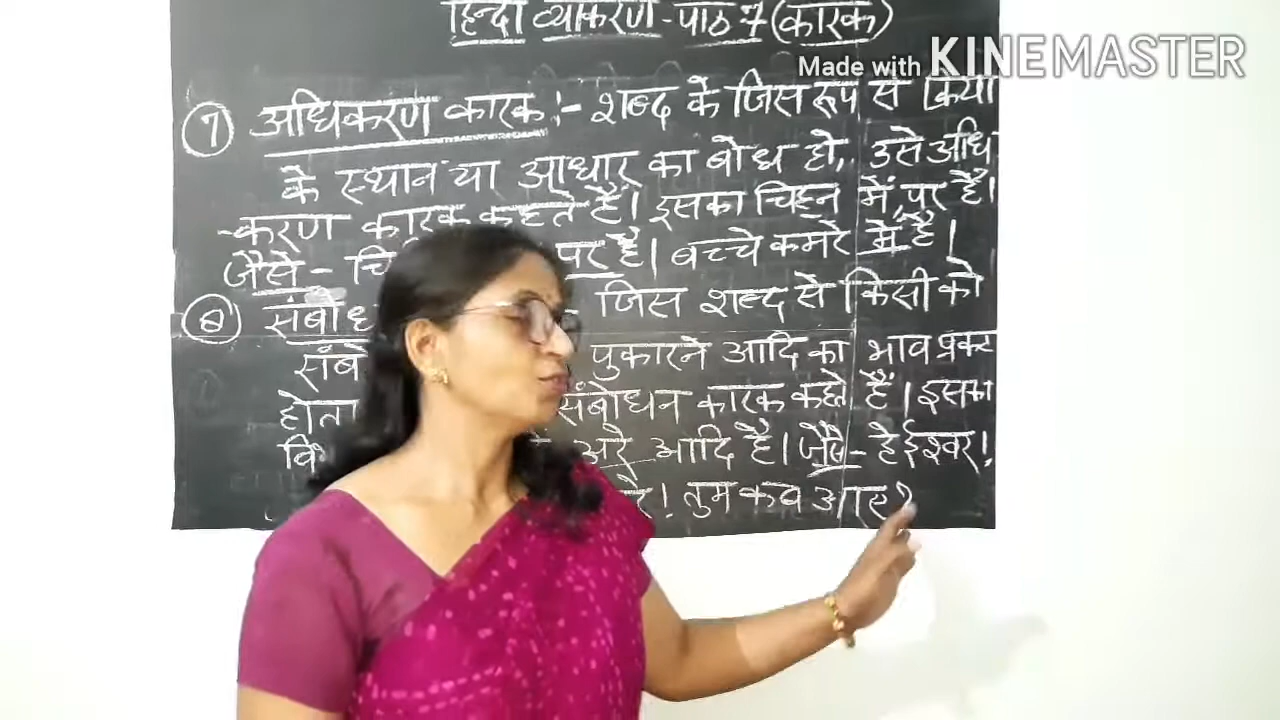 हिन्दी व्याकरण - पाठ 7 (कारक)
Made with KINEMASTER
7 अधिकरण कारक :- शब्द के जिस रूप से क्रिया
के स्थान या आधार का बोध हो, उसे अधि
-करण कारक कहते हैं। इसका चिह्न में, पर हैं।
जैसे - पर है। बच्चे कमरे में है।
8 जिस शब्द से किसी को
पुकारने आदि का भाव प्रकट
होता संबोधन कारक कहते हैं। इसका
अरे आदि है। जैसे - हे ईश्वर!
! तुम कब आए?